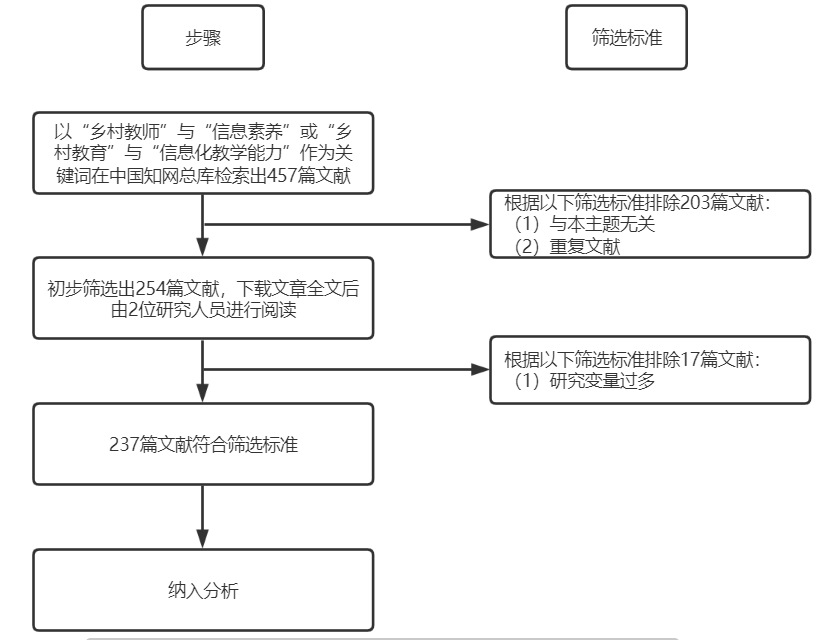 步骤
筛选标准
以“乡村教师”与“信息素养”或“乡
村教育”与“信息化教学能力”作为关
键词在中国知网总库检索出457篇文献
根据以下筛选标准排除203篇文献：
（1）与本主题无关
（2）重复文献
初步筛选出254篇文献，下载文章全文后
由2位研究人员进行阅读
根据以下筛选标准排除17篇文献：
（1）研究变量过多
237篇文献符合筛选标准
纳入分析